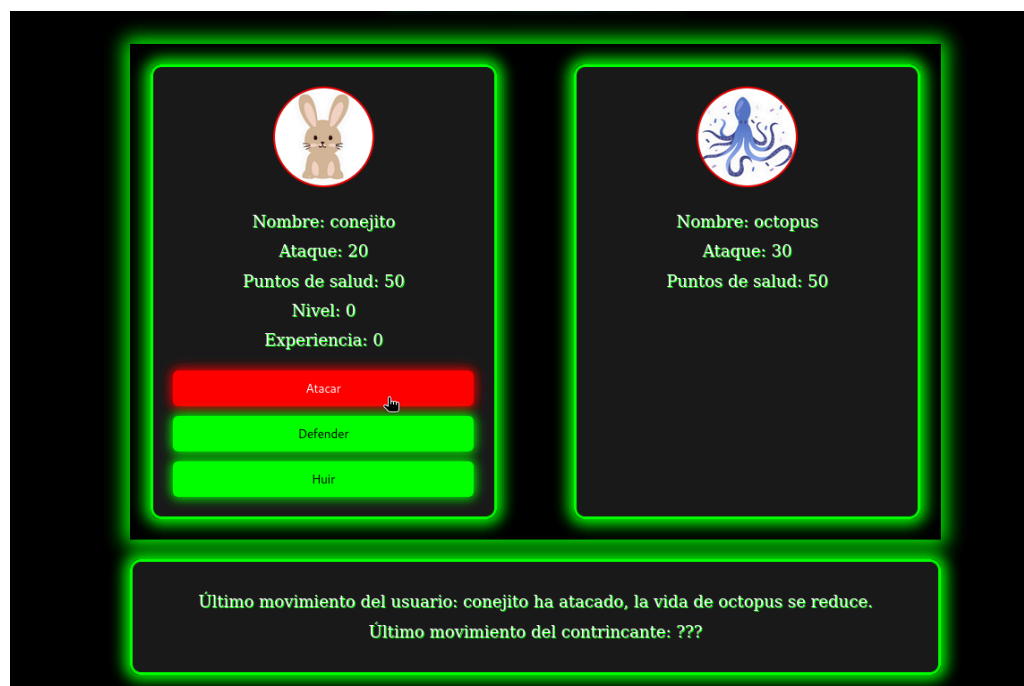 Nombre: conejito
Ataque: 20
Puntos de salud: 50
Nivel: 0
Experiencia: 0
Atacar
Defender
Huir
Nombre: octopus
Ataque: 30
Puntos de salud: 50
Último movimiento del usuario: conejito ha atacado, la vida de octopus se reduce.
Último movimiento del contrincante: ???